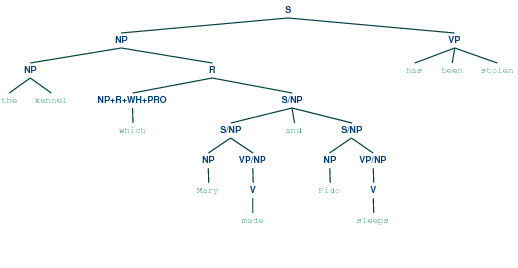 S
NP VP
NP R has been stolen
the kennel NP+R+WH+PRO S/NP
which S/NP and S/NP
NP VP/NP NP VP/NP
Mary V Fido V
made sleeps